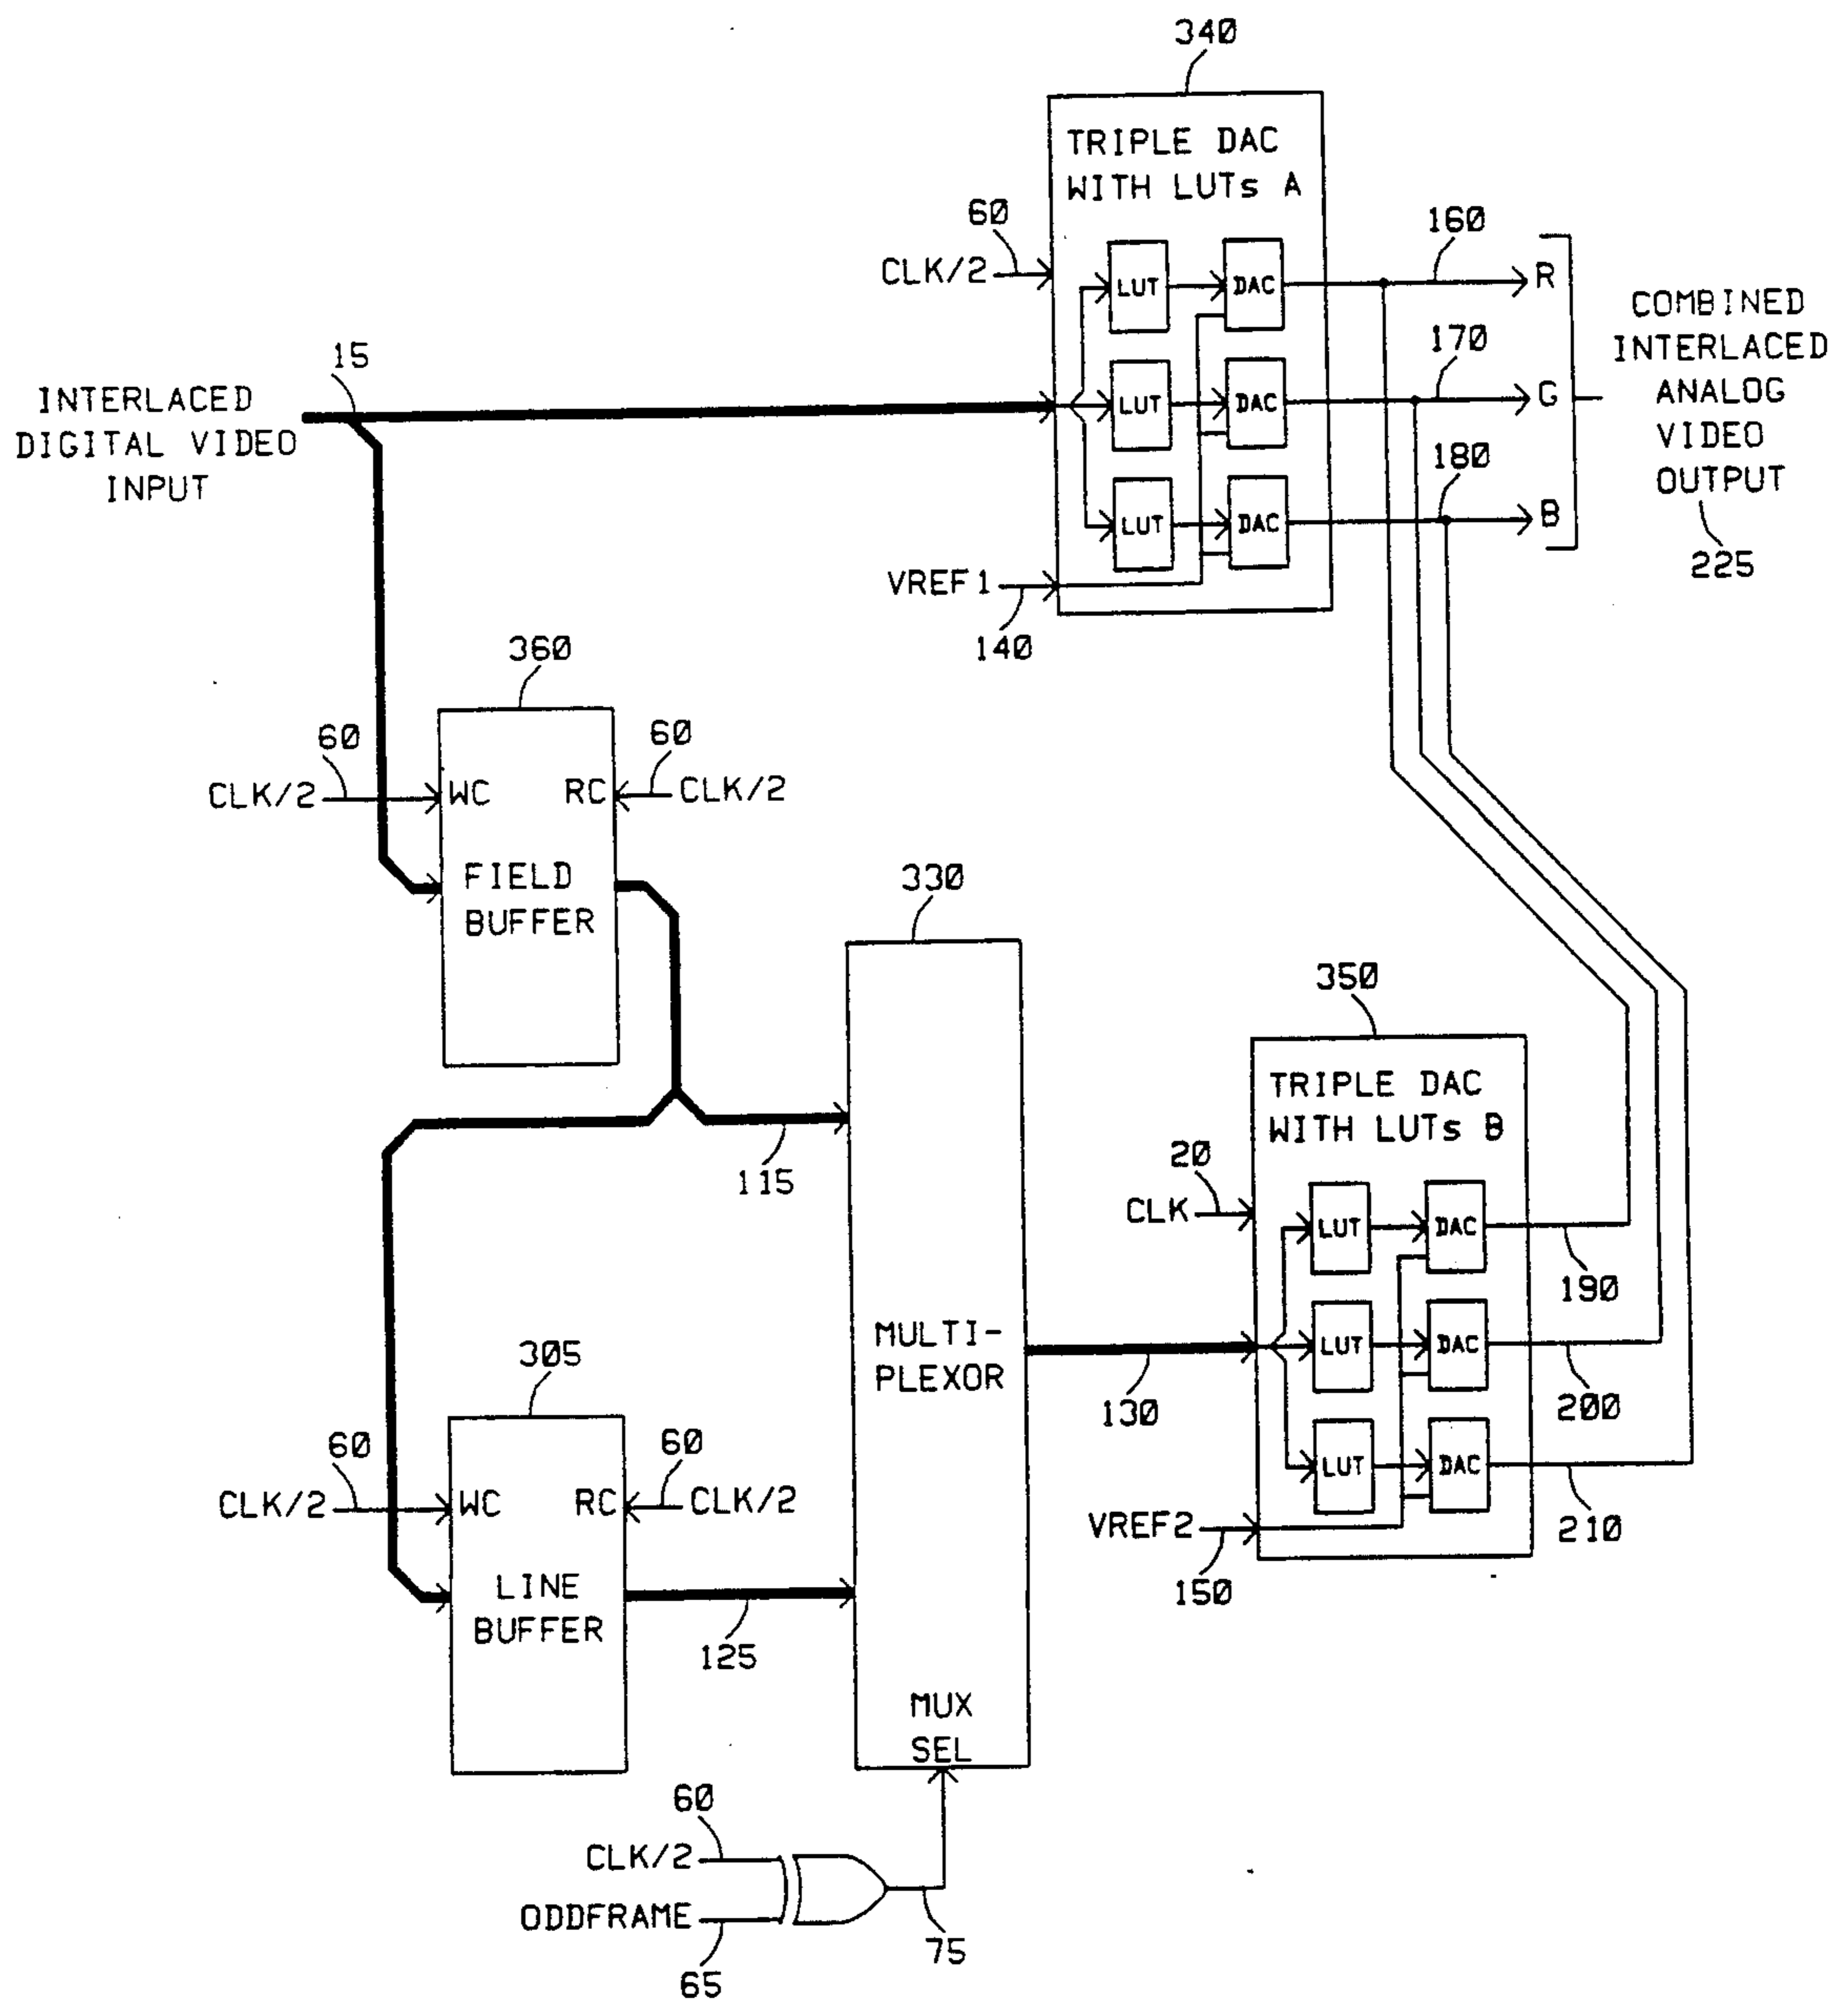 340
TRIPLE DAC
WITH LUTs A
60
CLK/2
LUT
DAC
LUT
DAC
LUT
DAC
VREF1
140
160
R
170
G
180
B
COMBINED
INTERLACED
ANALOG
VIDEO
OUTPUT
225
15
INTERLACED
DIGITAL VIDEO
INPUT
360
60
CLK/2
WC
RC
60
CLK/2
FIELD
BUFFER
330
115
MULTI-
PLEXOR
MUX
SEL
350
TRIPLE DAC
WITH LUTs B
20
CLK
LUT
DAC
LUT
DAC
LUT
DAC
190
200
210
130
VREF2
150
305
60
CLK/2
WC
RC
60
CLK/2
LINE
BUFFER
125
60
CLK/2
ODDFRAME
65
75